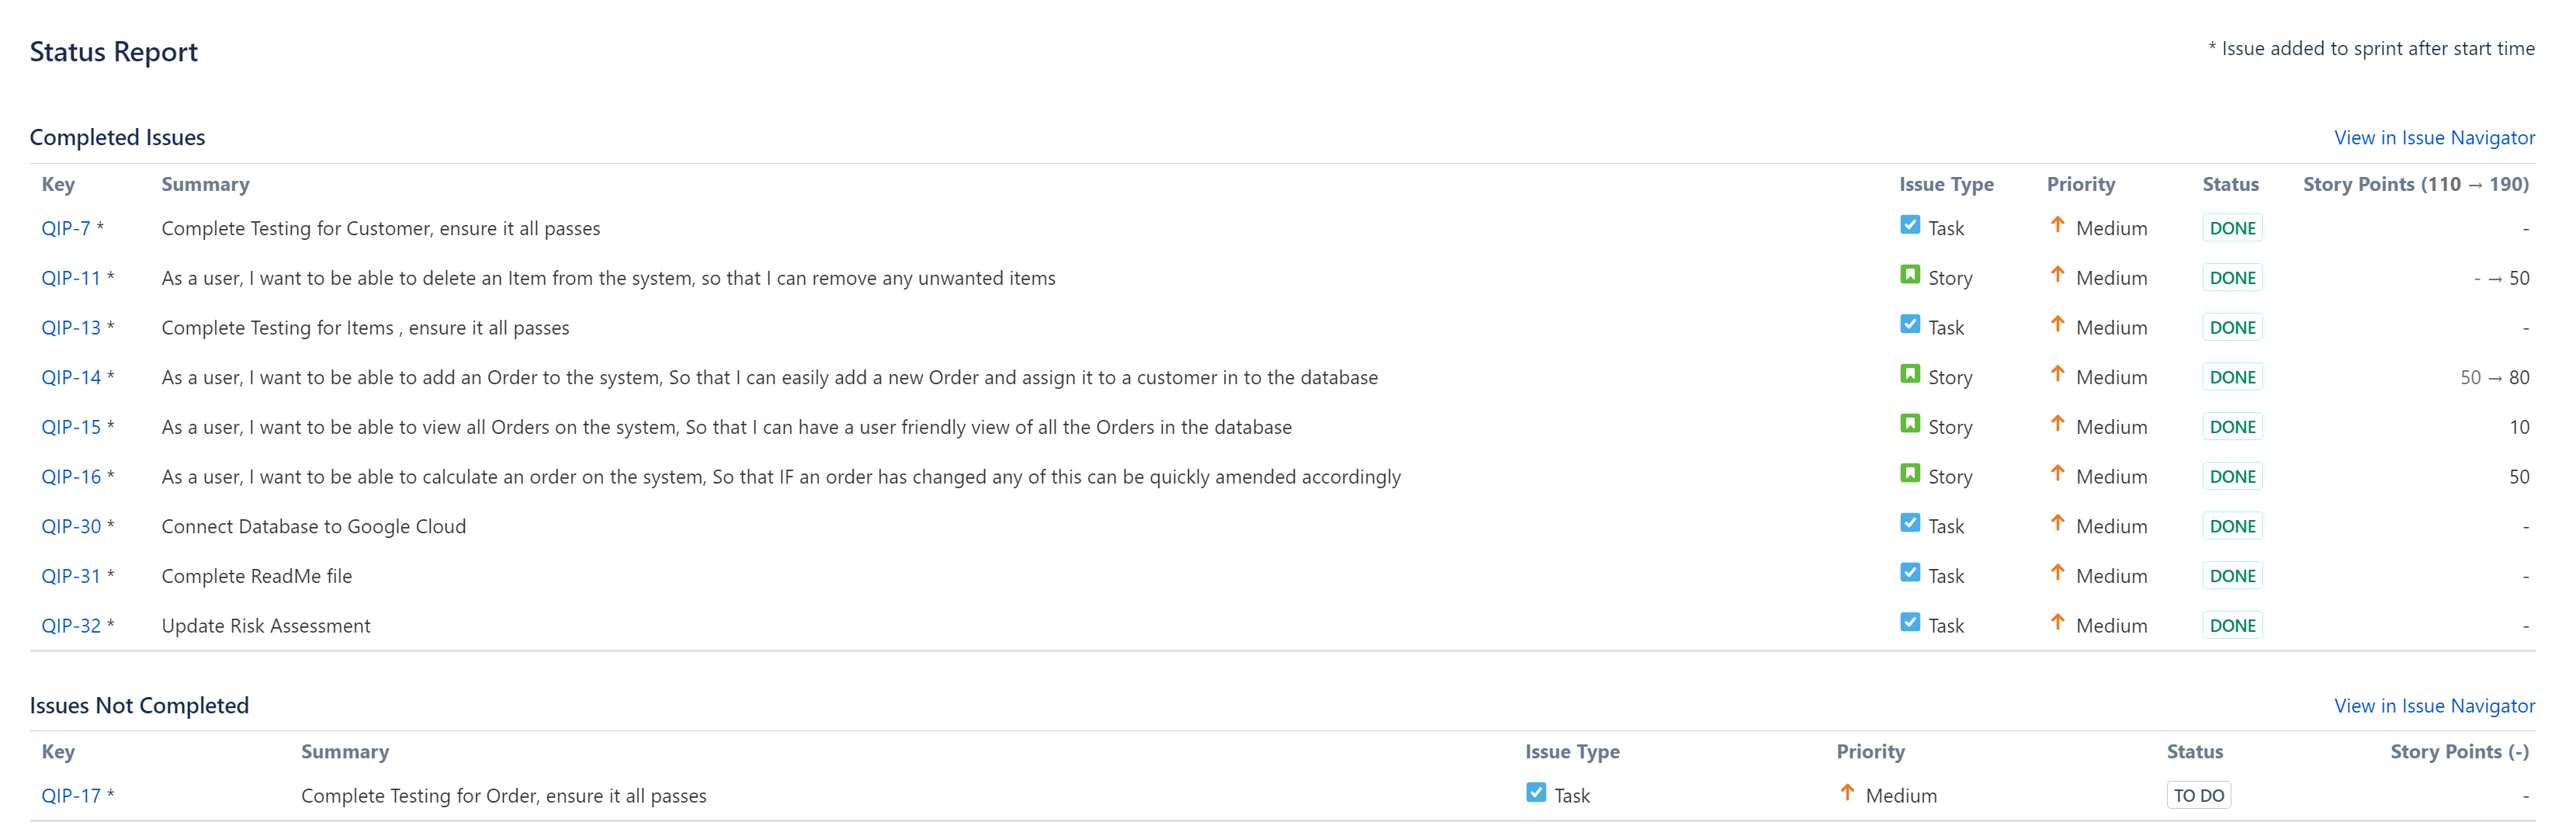 Status Report
* Issue added to sprint after start time
Completed Issues
View in Issue Navigator
Key Summary Issue Type Priority Status Story Points (110 → 190)
QIP-7 * Complete Testing for Customer, ensure it all passes Task Medium DONE -
QIP-11 * As a user, I want to be able to delete an Item from the system, so that I can remove any unwanted items Story Medium DONE - → 50
QIP-13 * Complete Testing for Items , ensure it all passes Task Medium DONE -
QIP-14 * As a user, I want to be able to add an Order to the system, So that I can easily add a new Order and assign it to a customer in to the database Story Medium DONE 50 → 80
QIP-15 * As a user, I want to be able to view all Orders on the system, So that I can have a user friendly view of all the Orders in the database Story Medium DONE 10
QIP-16 * As a user, I want to be able to calculate an order on the system, So that IF an order has changed any of this can be quickly amended accordingly Story Medium DONE 50
QIP-30 * Connect Database to Google Cloud Task Medium DONE -
QIP-31 * Complete ReadMe file Task Medium DONE -
QIP-32 * Update Risk Assessment Task Medium DONE -
Issues Not Completed
View in Issue Navigator
Key Summary Issue Type Priority Status Story Points (-)
QIP-17 * Complete Testing for Order, ensure it all passes Task Medium TO DO -